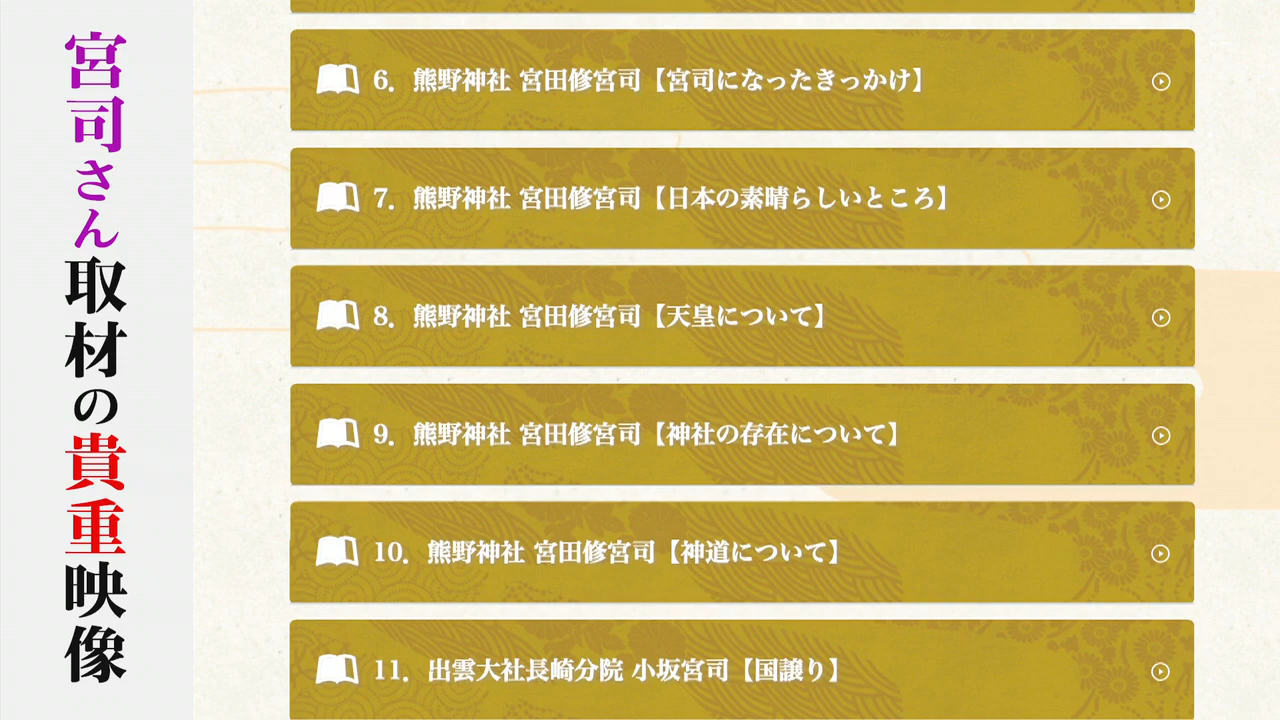 宮司さん取材の貴重映像
6．熊野神社 宮田修宮司【宮司になったきっかけ】
7．熊野神社 宮田修宮司【日本の素晴らしいところ】
8．熊野神社 宮田修宮司【天皇について】
9．熊野神社 宮田修宮司【神社の存在について】
10．熊野神社 宮田修宮司【神道について】
11．出雲大社長崎分院 小坂宮司【国譲り】